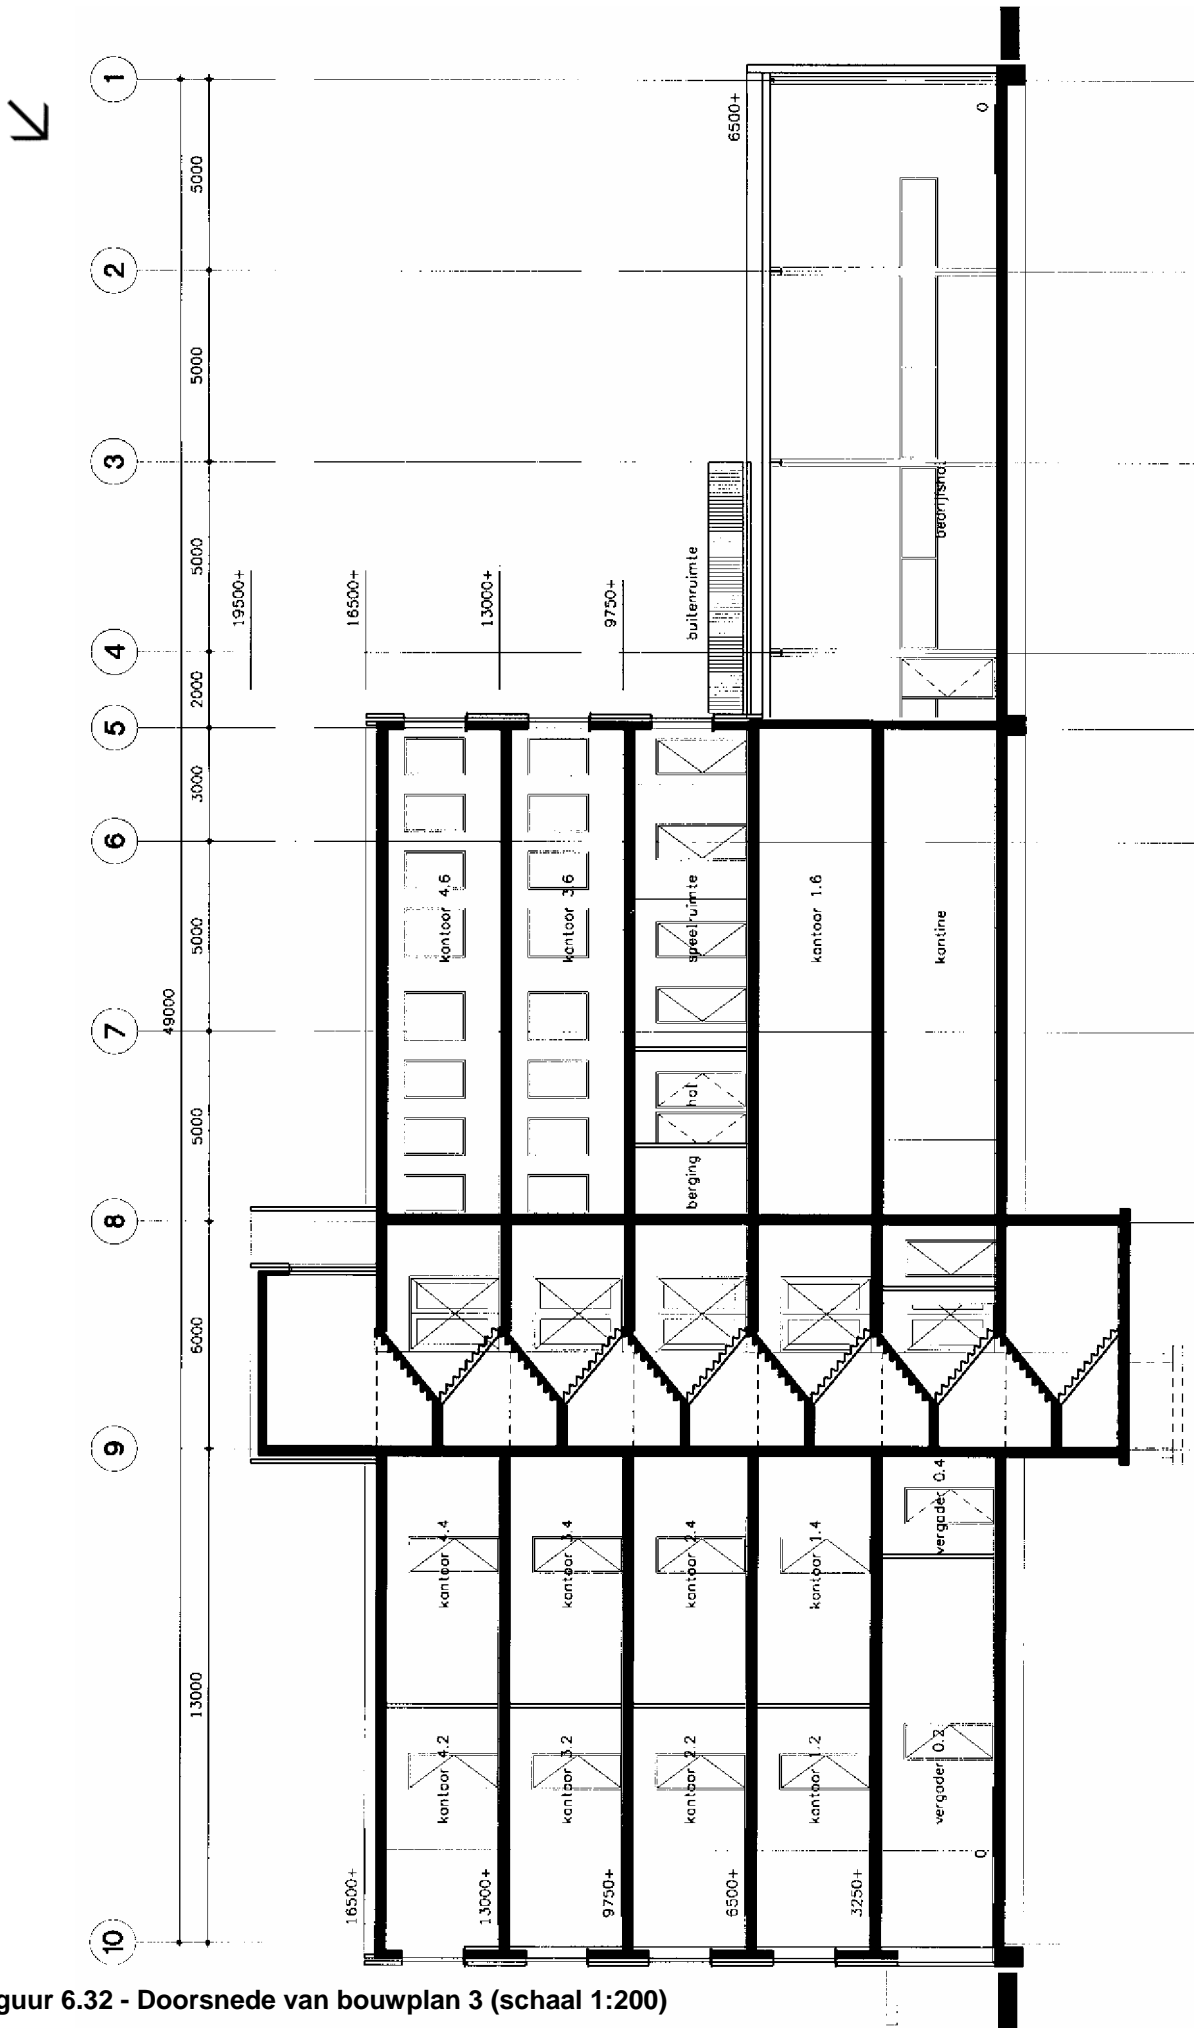 1
2
3
4
5
6
7
8
9
10
5000
5000
5000
2000
3000
5000
5000
6000
13000
49000
19500+
16500+
13000+
9750+
6500+
buitenruimte
0
kantoor 4.6
kantoor 3.6
speelruimte
kantoor 1.6
kantine
hal
berging
kantoor 4.4
kantoor 3.4
kantoor 2.4
kantoor 1.4
vergader 0.4
kantoor 4.2
kantoor 3.2
kantoor 2.2
kantoor 1.2
vergader 0.2
16500+
13000+
9750+
6500+
3250+
0
guur 6.32 - Doorsnede van bouwplan 3 (schaal 1:200)